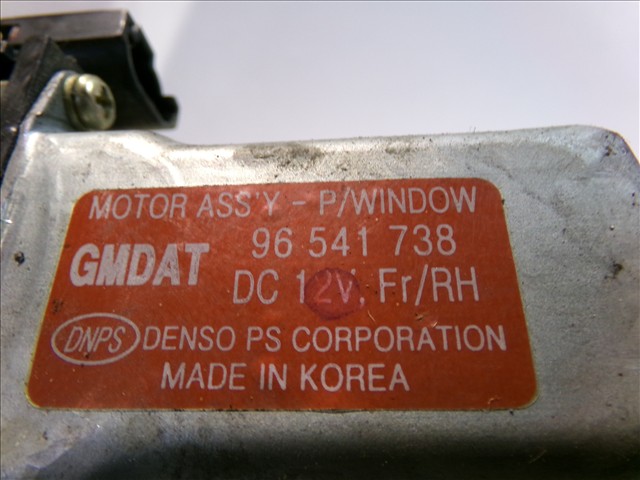 MOTOR ASS'Y - P/WINDOW
GMDAT 96 541 738
DC 12V, Fr/RH
DNPS DENSO PS CORPORATION
MADE IN KOREA